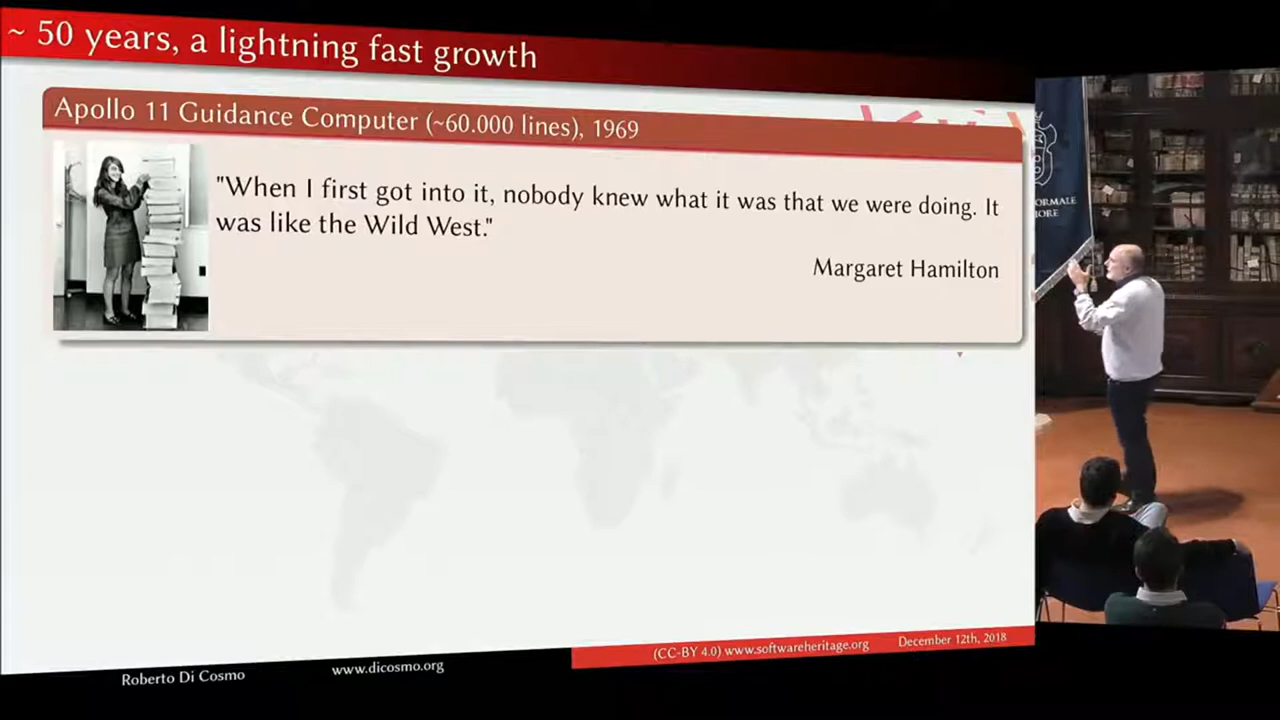 ~ 50 years, a lightning fast growth
Apollo 11 Guidance Computer (~60.000 lines), 1969
"When I first got into it, nobody knew what it was that we were doing. It
was like the Wild West."
Margaret Hamilton
ORMALE
IORE
(CC-BY 4.0) www.softwareheritage.org December 12th, 2018
Roberto Di Cosmo www.dicosmo.org